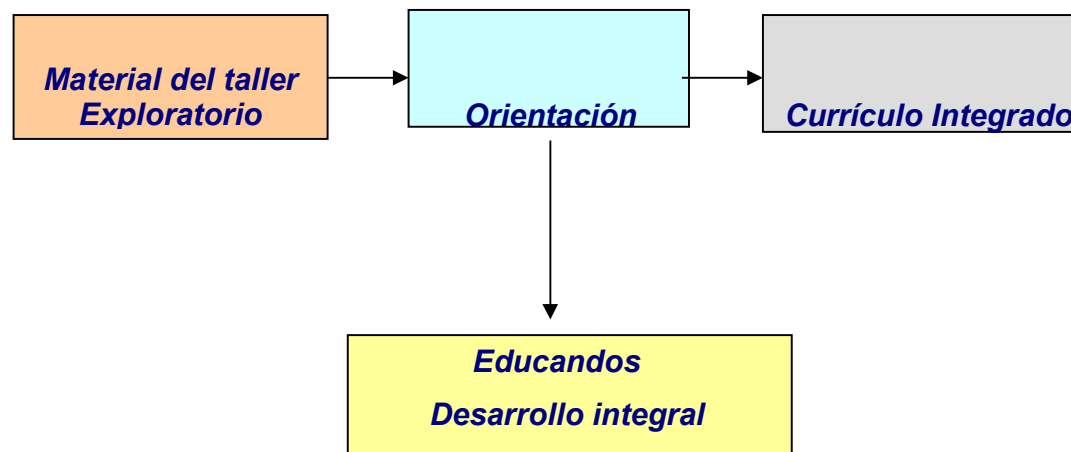 Material del taller
Exploratorio
Orientación
Currículo Integrado
Educandos
Desarrollo integral